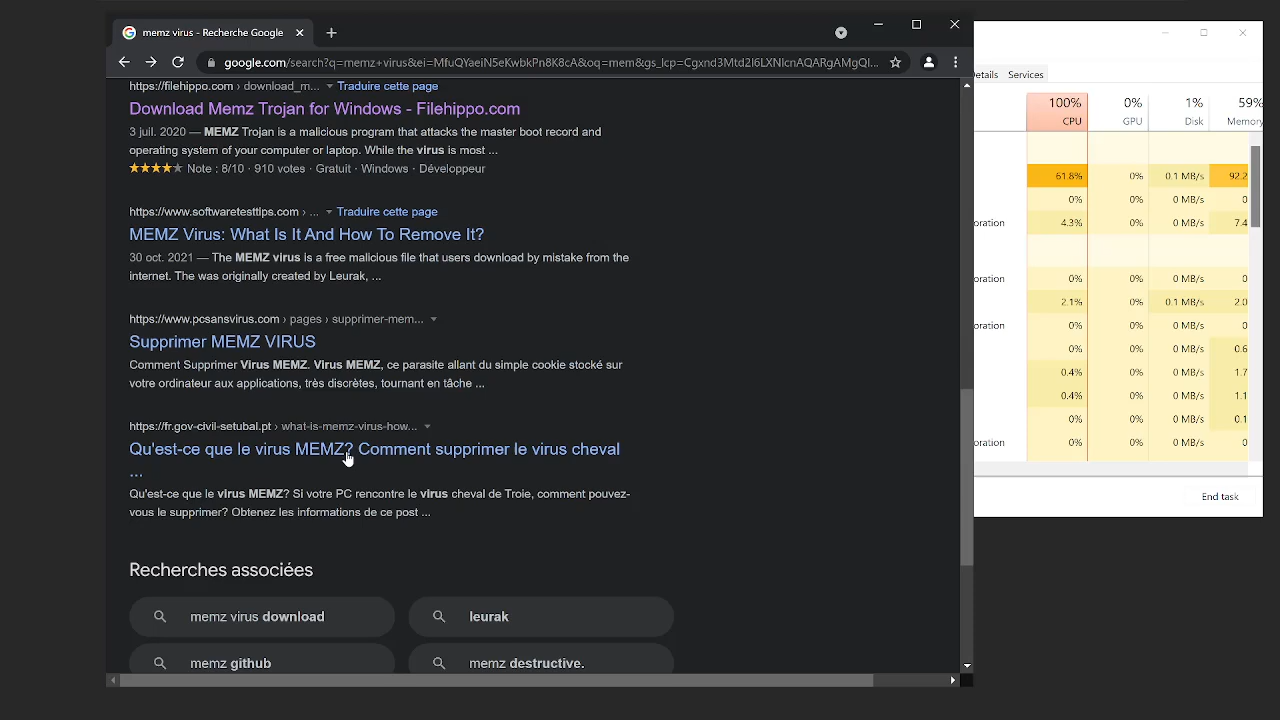 memz virus - Recherche Google
google.com/search?q=memz+virus&ei=MfuQYaeiN5eKwbkPn8K8cA&oq=mem&gs_lcp=Cgxnd3Mtd2l6LXNlcnAQARgAMgQl...
https://filehippo.com › download_m... Traduire cette page
Download Memz Trojan for Windows - Filehippo.com
3 juil. 2020 — MEMZ Trojan is a malicious program that attacks the master boot record and
operating system of your computer or laptop. While the virus is most ...
Note : 8/10 · 910 votes · Gratuit · Windows · Développeur
https://www.softwaretesttips.com › ... Traduire cette page
MEMZ Virus: What Is It And How To Remove It?
30 oct. 2021 — The MEMZ virus is a free malicious file that users download by mistake from the
internet. The was originally created by Leurak, ...
https://www.pcsansvirus.com › pages › supprimer-mem...
Supprimer MEMZ VIRUS
Comment Supprimer Virus MEMZ. Virus MEMZ, ce parasite allant du simple cookie stocké sur
votre ordinateur aux applications, très discrètes, tournant en tâche ...
https://fr.gov-civil-setubal.pt › what-is-memz-virus-how...
Qu'est-ce que le virus MEMZ? Comment supprimer le virus cheval
...
Qu'est-ce que le virus MEMZ? Si votre PC rencontre le virus cheval de Troie, comment pouvez-
vous le supprimer? Obtenez les informations de ce post ...
Recherches associées
memz virus download leurak
memz github memz destructive.
etails Services
100% 0% 1% 59%
CPU GPU Disk Memory
61.8% 0% 0.1 MB/s 92.2
0% 0% 0 MB/s 0
oration 4.3% 0% 0 MB/s 7.4
oration 0% 0% 0 MB/s 0
2.1% 0% 0.1 MB/s 2.0
oration 0% 0% 0 MB/s 0
0% 0% 0 MB/s 0.6
0.4% 0% 0 MB/s 1.7
0.4% 0% 0 MB/s 1.1
0% 0% 0 MB/s 0.1
oration 0% 0% 0 MB/s 0
End task